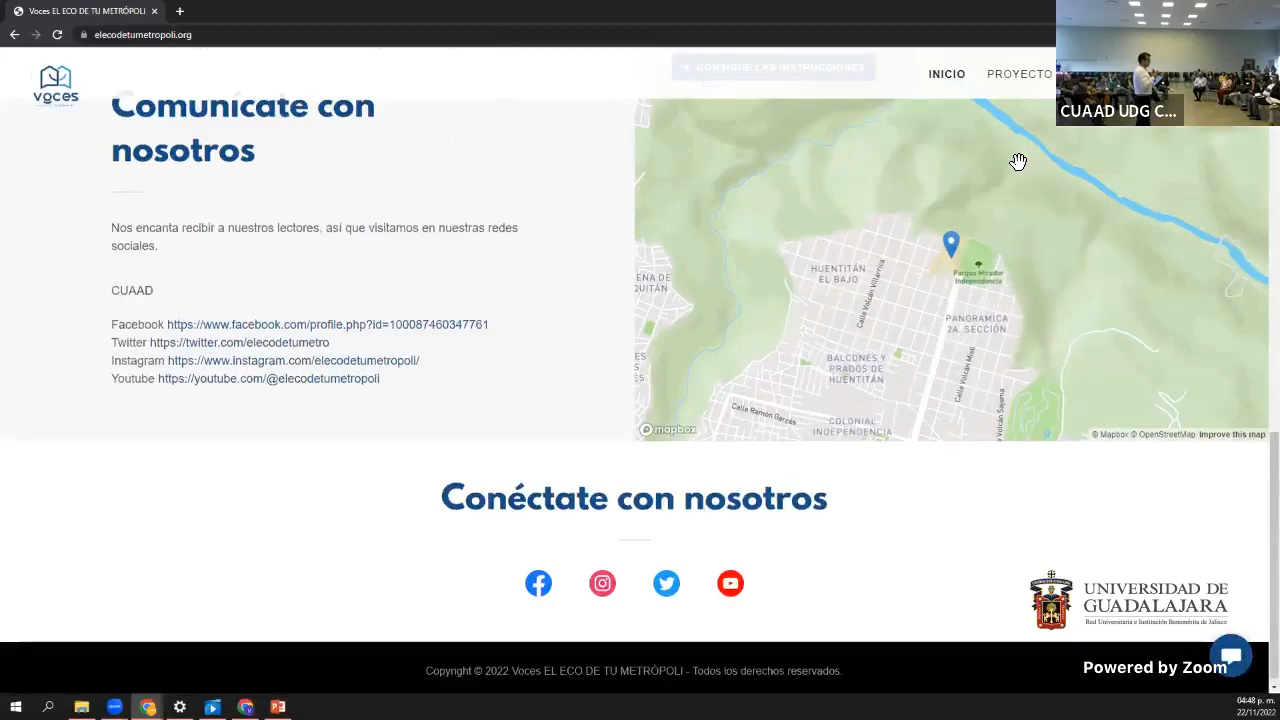 Voces EL ECO DE TU METRÓPOLI
elecodetumetropoli.org
voces
CONSIGUE LAS INSTRUCCIONES
INICIO PROYECTO
CUAAD UDG C...
Comunícate con
nosotros
Nos encanta recibir a nuestros lectores, así que visitamos en nuestras redes
sociales.
CUAAD
Facebook https://www.facebook.com/profile.php?id=100087460347761
Twitter https://twitter.com/elecodetumetro
Instagram https://www.instagram.com/elecodetumetropoli/
Youtube https://youtube.com/@elecodetumetropoli
ENA DE
QUITÁN
HUENTITÁN
EL BAJO
Calle Volcán Villarrica
Parque Mirador
Independencia
PANORAMICA
2A. SECCIÓN
BALCONES Y
PRADOS DE
HUENTITÁN
Calle Volcán Misti
Calle Ramón Garcés
COLONIAL
INDEPENDENCIA
e Volcán Sajama
mapbox
© Mapbox © OpenStreetMap Improve this map
Conéctate con nosotros
UNIVERSIDAD DE
GUADALAJARA
Red Universitaria e Institución Benemérita de Jalisco
Copyright © 2022 Voces EL ECO DE TU METRÓPOLI - Todos los derechos reservados.
Powered by Zoom
04:48 p. m.
22/11/2022